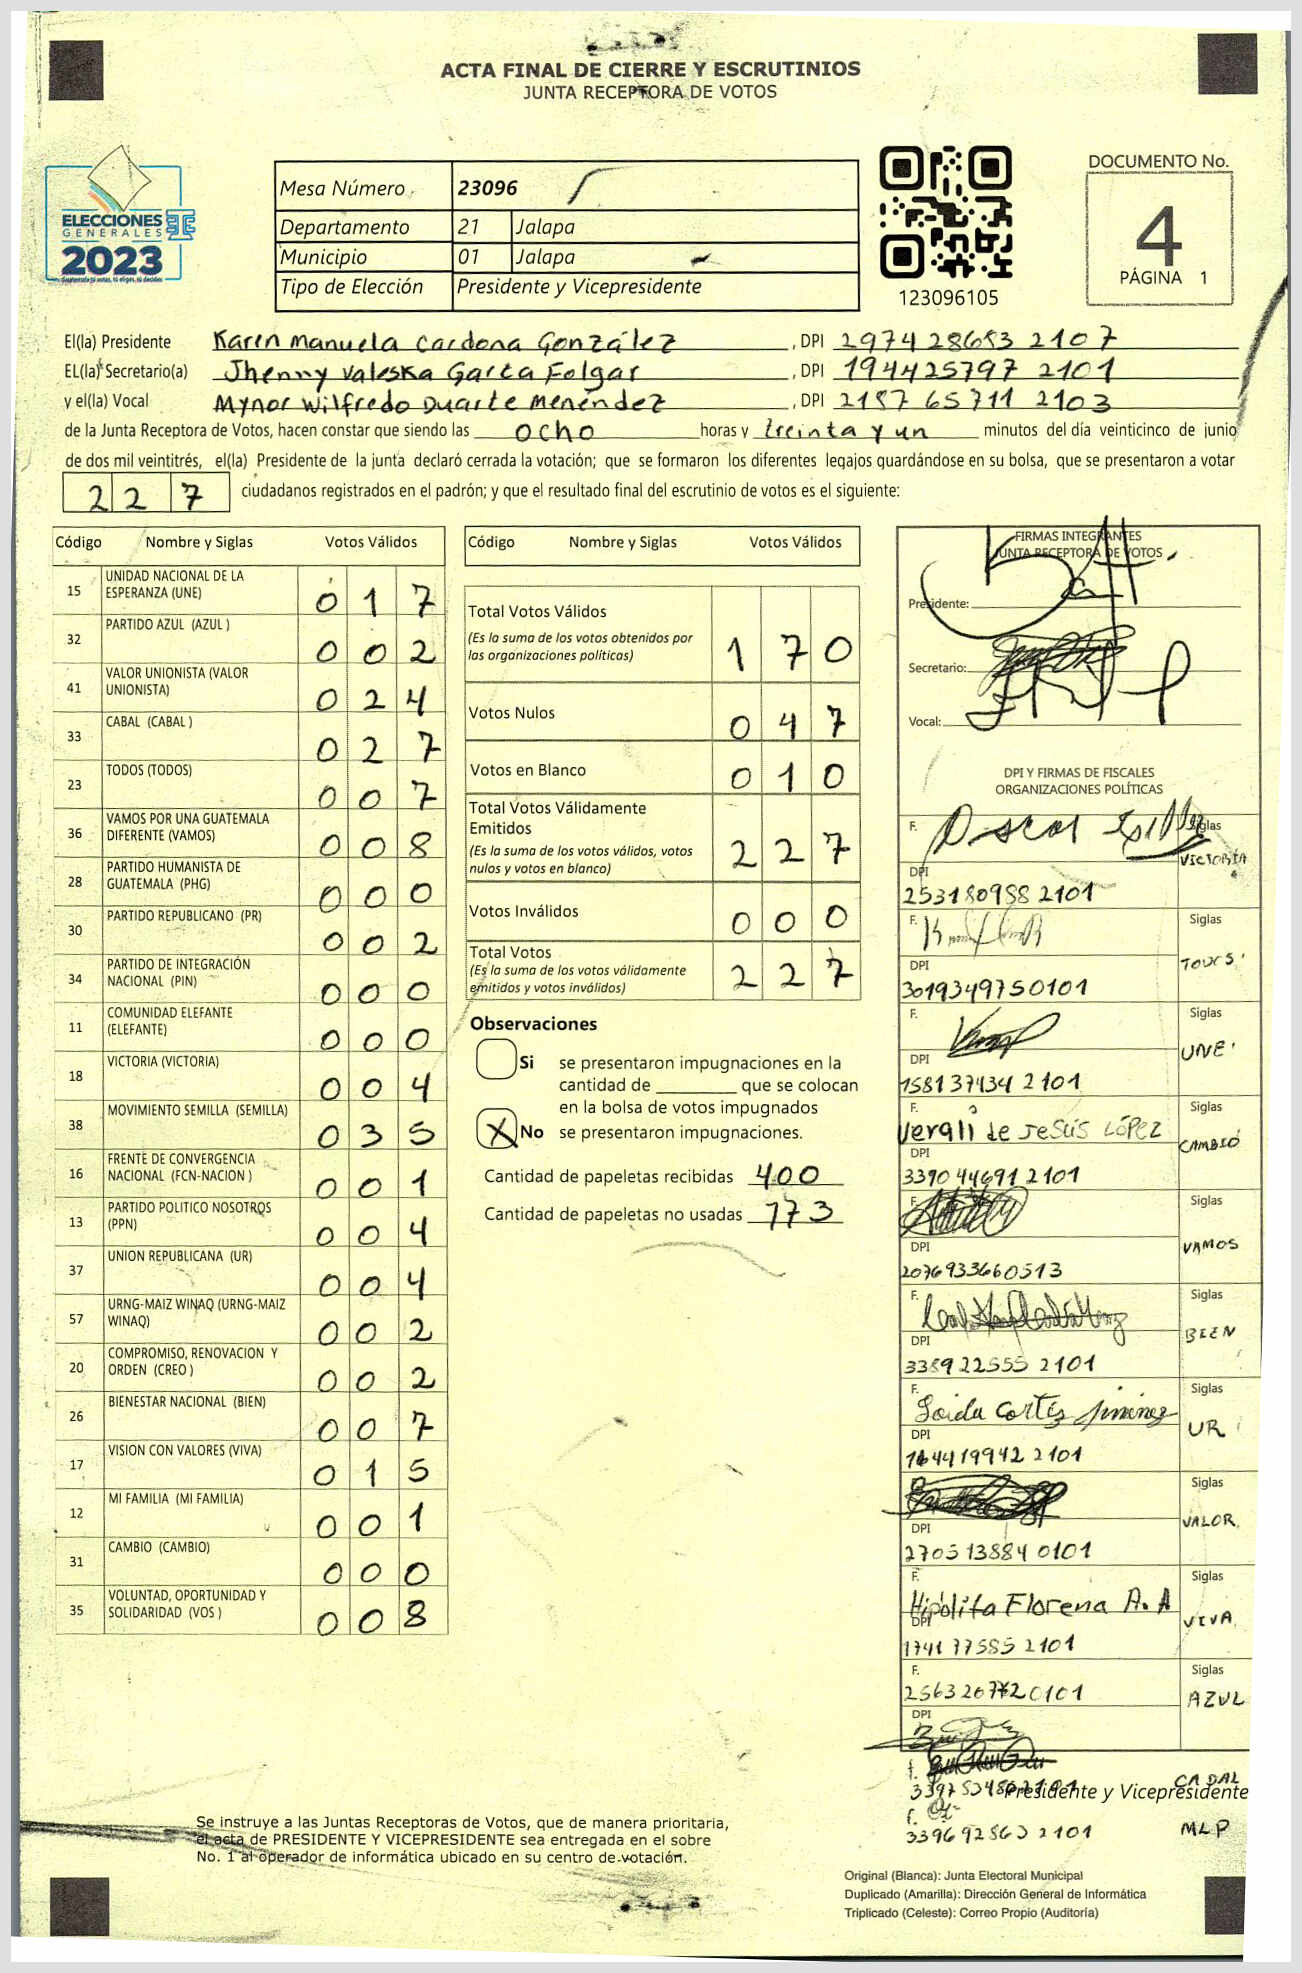 ACTA FINAL DE CIERRE Y ESCRUTINIOS
JUNTA RECEPTORA DE VOTOS
ELECCIONES
GENERALES
2023
Mesa Número 23096
Departamento 21 Jalapa
Municipio 01 Jalapa
Tipo de Elección Presidente y Vicepresidente
123096105
DOCUMENTO No.
4
PÁGINA 1
El(la) Presidente Karen Manuela Cardona González , DPI 2974 28683 2107
EL(la) Secretario(a) Jhenny Valeska Garta Folgar , DPI 194425797 2101
y el(la) Vocal Mynor Wilfredo Duarte Menéndez , DPI 2187 65711 2103
de la Junta Receptora de Votos, hacen constar que siendo las ocho horas y treinta y un minutos del día veinticinco de junio
de dos mil veintitrés, el(la) Presidente de la junta declaró cerrada la votación; que se formaron los diferentes legajos guardándose en su bolsa, que se presentaron a votar
227 ciudadanos registrados en el padrón; y que el resultado final del escrutinio de votos es el siguiente:
Código Nombre y Siglas Votos Válidos
15 UNIDAD NACIONAL DE LA ESPERANZA (UNE) 0 1 7
32 PARTIDO AZUL (AZUL ) 0 0 2
41 VALOR UNIONISTA (VALOR UNIONISTA) 0 2 4
33 CABAL (CABAL ) 0 2 7
23 TODOS (TODOS) 0 0 7
36 VAMOS POR UNA GUATEMALA DIFERENTE (VAMOS) 0 0 8
28 PARTIDO HUMANISTA DE GUATEMALA (PHG) 0 0 0
30 PARTIDO REPUBLICANO (PR) 0 0 2
34 PARTIDO DE INTEGRACIÓN NACIONAL (PIN) 0 0 0
11 COMUNIDAD ELEFANTE (ELEFANTE) 0 0 0
18 VICTORIA (VICTORIA) 0 0 4
38 MOVIMIENTO SEMILLA (SEMILLA) 0 3 5
16 FRENTE DE CONVERGENCIA NACIONAL (FCN-NACION ) 0 0 1
13 PARTIDO POLITICO NOSOTROS (PPN) 0 0 4
37 UNION REPUBLICANA (UR) 0 0 4
57 URNG-MAIZ WINAQ (URNG-MAIZ WINAQ) 0 0 2
20 COMPROMISO, RENOVACION Y ORDEN (CREO ) 0 0 2
26 BIENESTAR NACIONAL (BIEN) 0 0 7
17 VISION CON VALORES (VIVA) 0 1 5
12 MI FAMILIA (MI FAMILIA) 0 0 1
31 CAMBIO (CAMBIO) 0 0 0
35 VOLUNTAD, OPORTUNIDAD Y SOLIDARIDAD (VOS ) 0 0 8
Código Nombre y Siglas Votos Válidos
Total Votos Válidos
(Es la suma de los votos obtenidos por
las organizaciones políticas) 1 7 0
Votos Nulos 0 4 7
Votos en Blanco 0 1 0
Total Votos Válidamente
Emitidos
(Es la suma de los votos válidos, votos
nulos y votos en blanco) 2 2 7
Votos Inválidos 0 0 0
Total Votos
(Es la suma de los votos válidamente
emitidos y votos inválidos) 2 2 7
Observaciones
Si se presentaron impugnaciones en la
cantidad de ________ que se colocan
en la bolsa de votos impugnados
X No se presentaron impugnaciones.
Cantidad de papeletas recibidas 400
Cantidad de papeletas no usadas 173
FIRMAS INTEGRANTES
JUNTA RECEPTORA DE VOTOS
Presidente:
Secretario:
Vocal:
DPI Y FIRMAS DE FISCALES
ORGANIZACIONES POLÍTICAS
F. Oscar Siglas VICTORIA
DPI
253180988 2101
F. Siglas TODOS
DPI
3019349750101
F. Siglas UNE
DPI
158137434 2101
F. Verali de Jesús López Siglas CAMBIO
DPI
3390 44691 2101
F. Siglas VAMOS
DPI
2076933660513
F. Siglas BIEN
DPI
338922555 2101
F. Loida Cortés Jiménez Siglas UR
DPI
164419942 2101
F. Siglas VALOR
DPI
2705 13884 0101
F. Hipólita Florena A. A Siglas VIVA
DPI
1741 77585 2101
F. Siglas AZUL
DPI
f. CABAL
Presidente y Vicepresidente
f.
339692863 2101 MLP
Se instruye a las Juntas Receptoras de Votos, que de manera prioritaria,
el acta de PRESIDENTE Y VICEPRESIDENTE sea entregada en el sobre
No. 1 al operador de informática ubicado en su centro de votación.
Original (Blanca): Junta Electoral Municipal
Duplicado (Amarilla): Dirección General de Informática
Triplicado (Celeste): Correo Propio (Auditoría)